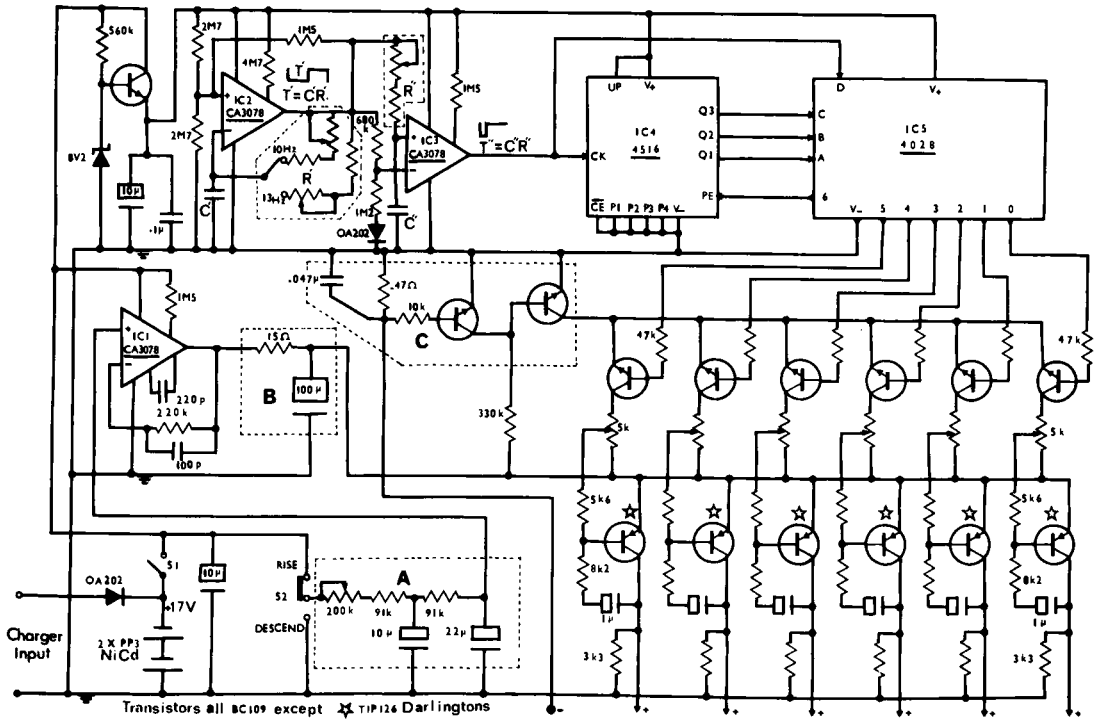 560k
2M7
1M5
4M7
T'
T'=C'R'
IC2
CA3078
2M7
8V2
10µ
.1µ
C'
10Hz
R'
13Hz
R''
680k
1M5
IC3
CA3078
T''=C''R''
1M2
OA202
C''
UP
V+
IC4
4516
Q3
Q2
Q1
CK
PE
CE P1 P2 P3 P4 V−
D
V+
C
B
A
IC5
4028
6
V− 5 4 3 2 1 0
1M5
IC1
CA3078
220p
220k
100p
15Ω
100µ
B
.047µ
.47Ω
10k
C
330k
47k
47k
5k
5k
5k6
5k6
8k2
8k2
1µ
1µ
3k3
3k3
S1
OA202
+17V
2 X PP3
NiCd
Charger
Input
10µ
RISE
S2
DESCEND
A
200k
91k
91k
10µ
22µ
Transistors all BC109 except ☆ TIP126 Darlingtons
−
+ + + + + +